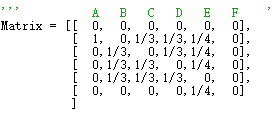 '''
A B C D E F
Matrix = [[ 0, 0, 0, 0, 0, 0],
[ 1, 0,1/3,1/3,1/4, 0],
[ 0,1/3, 0,1/3,1/4, 0],
[ 0,1/3,1/3, 0,1/4, 0],
[ 0,1/3,1/3,1/3, 0, 0],
[ 0, 0, 0, 0,1/4, 0]
]